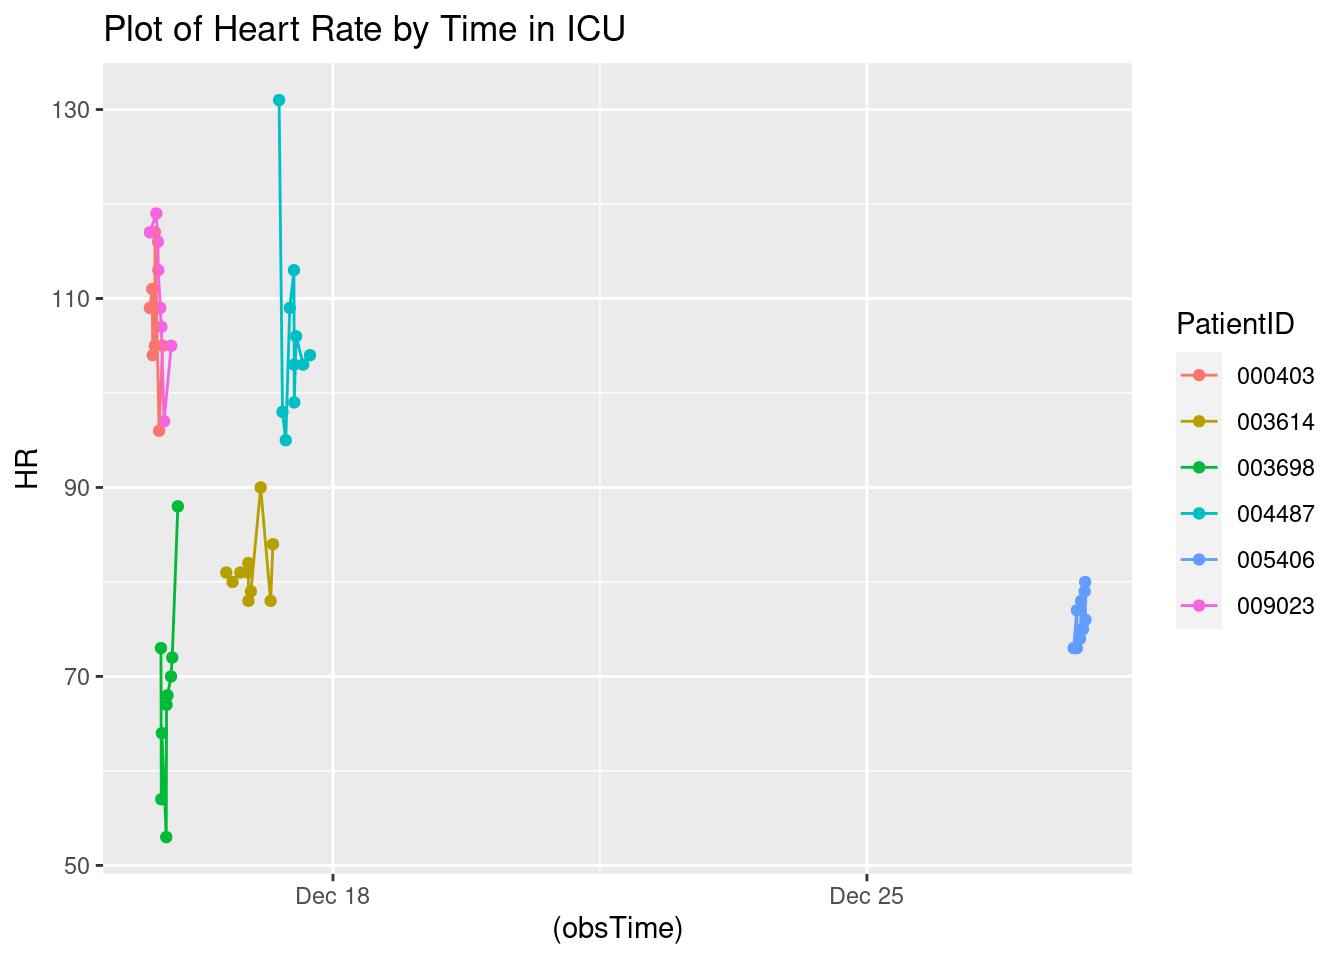 Plot of Heart Rate by Time in ICU
130
110
90
70
50
HR
Dec 18
Dec 25
(obsTime)
PatientID
000403
003614
003698
004487
005406
009023